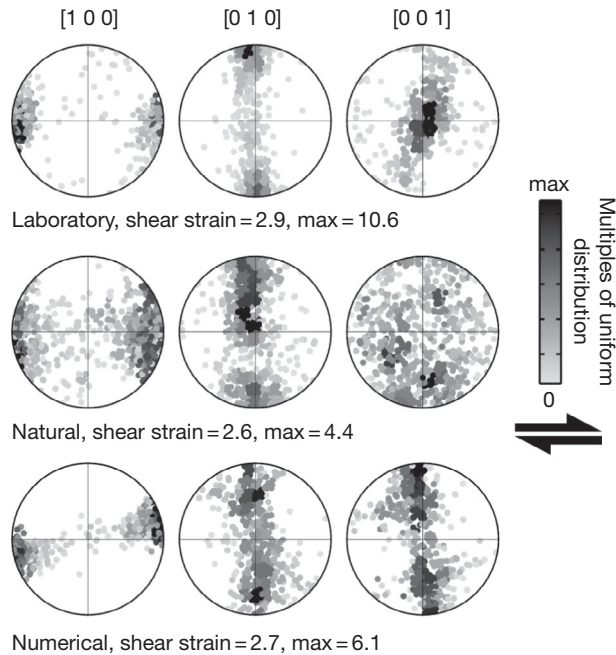 [1 0 0] [0 1 0] [0 0 1]
Laboratory, shear strain=2.9, max=10.6
Natural, shear strain=2.6, max=4.4
Numerical, shear strain=2.7, max=6.1
max
0
Multiples of uniform
distribution